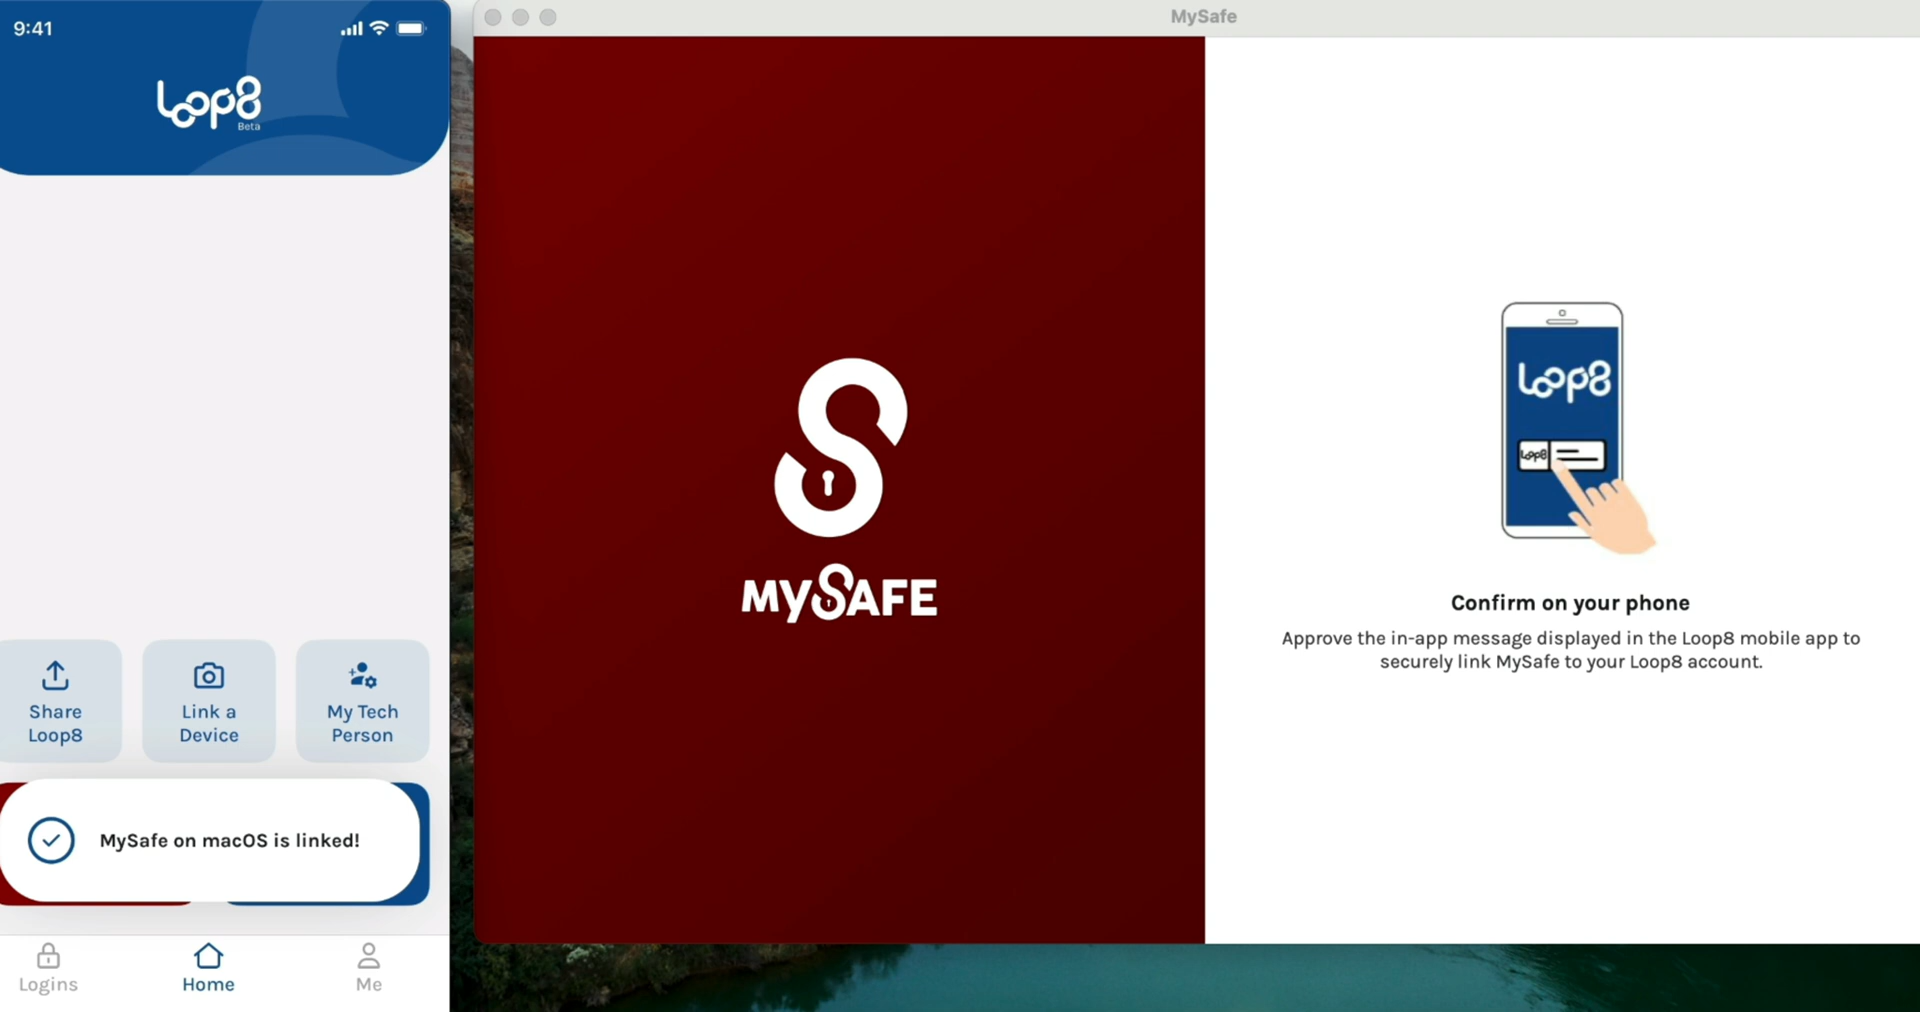 9:41
Loop8
Beta
Share
Loop8
Link a
Device
My Tech
Person
MySafe on macOS is linked!
Logins
Home
Me
MySafe
MYSAFE
Loop8
Loop8
Confirm on your phone
Approve the in-app message displayed in the Loop8 mobile app to
securely link MySafe to your Loop8 account.